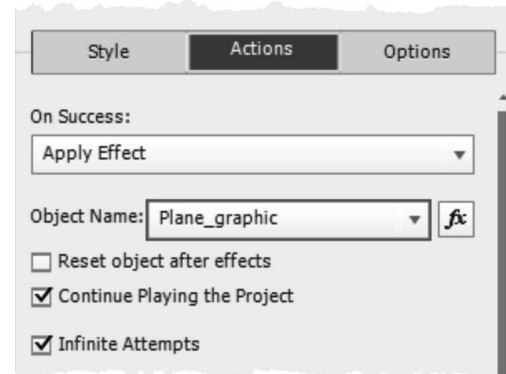 Style Actions Options
On Success:
Apply Effect
Object Name: Plane_graphic fx
Reset object after effects
Continue Playing the Project
Infinite Attempts